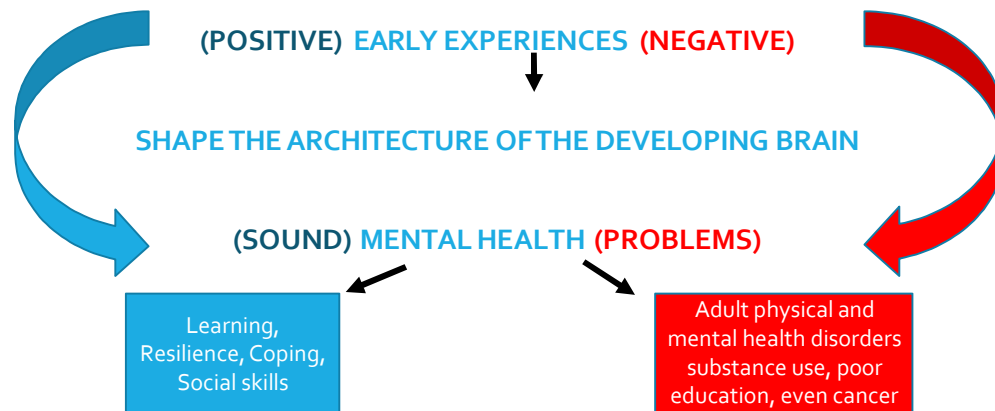 (POSITIVE) EARLY EXPERIENCES (NEGATIVE)
SHAPE THE ARCHITECTURE OF THE DEVELOPING BRAIN
(SOUND) MENTAL HEALTH (PROBLEMS)
Learning,
Resilience, Coping,
Social skills
Adult physical and
mental health disorders
substance use, poor
education, even cancer